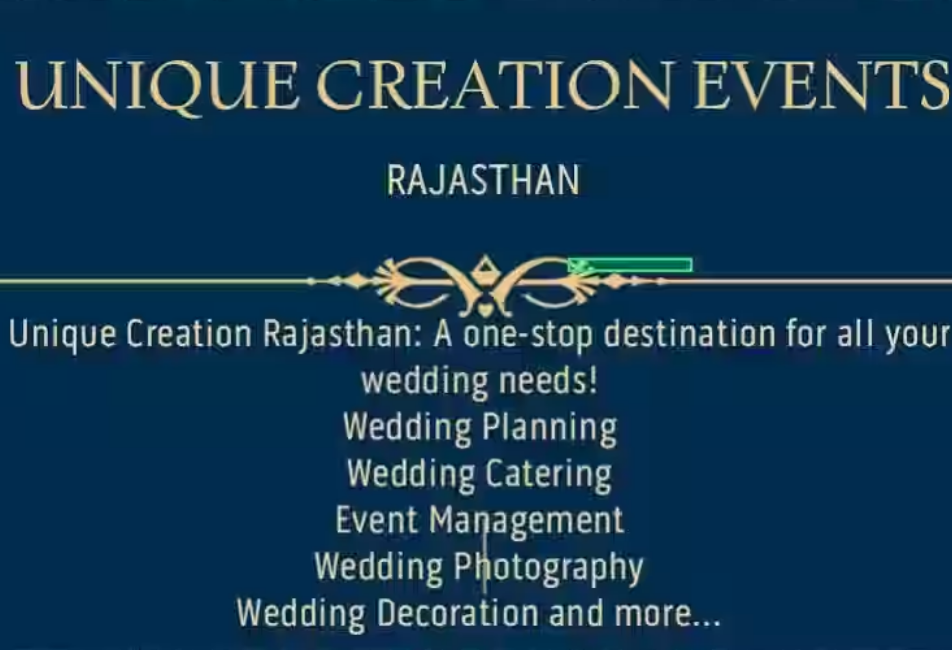 UNIQUE CREATION EVENTS
RAJASTHAN
Unique Creation Rajasthan: A one-stop destination for all your
wedding needs!
Wedding Planning
Wedding Catering
Event Management
Wedding Photography
Wedding Decoration and more...